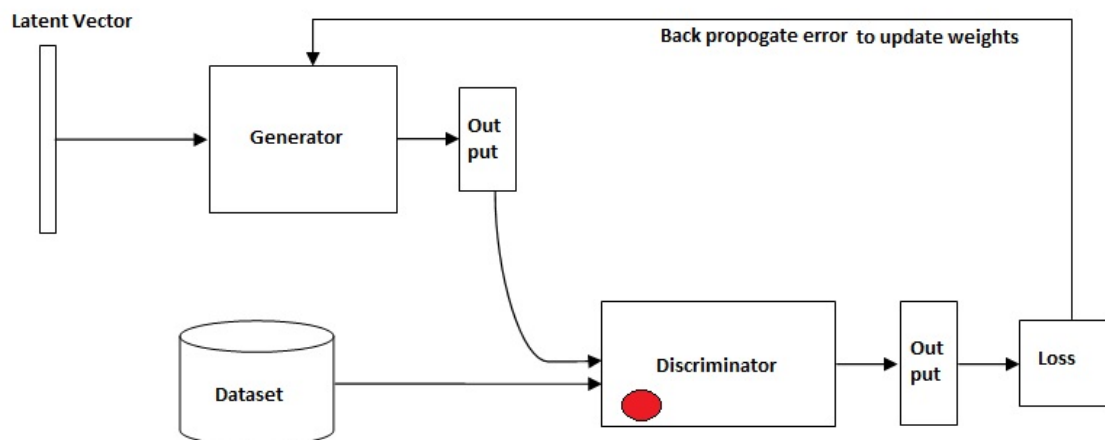 Latent Vector
Back propogate error to update weights
Generator
Out
put
Dataset
Discriminator
Out
put
Loss